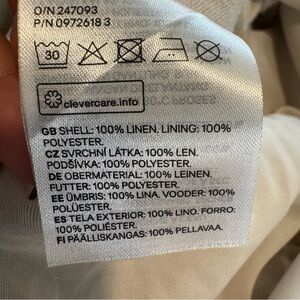 O/N 247093
P/N 0972618 3
30
clevercare.info
GB SHELL: 100% LINEN. LINING: 100%
POLYESTER.
CZ SVRCHNÍ LÁTKA: 100% LEN.
PODŠÍVKA: 100% POLYESTER.
DE OBERMATERIAL: 100% LEINEN.
FUTTER: 100% POLYESTER.
EE ÜMBRIS: 100% LINA. VOODER: 100%
POLÜESTER.
ES TELA EXTERIOR: 100% LINO. FORRO:
100% POLIÉSTER.
FI PÄÄLLISKANGAS: 100% PELLAVAA.